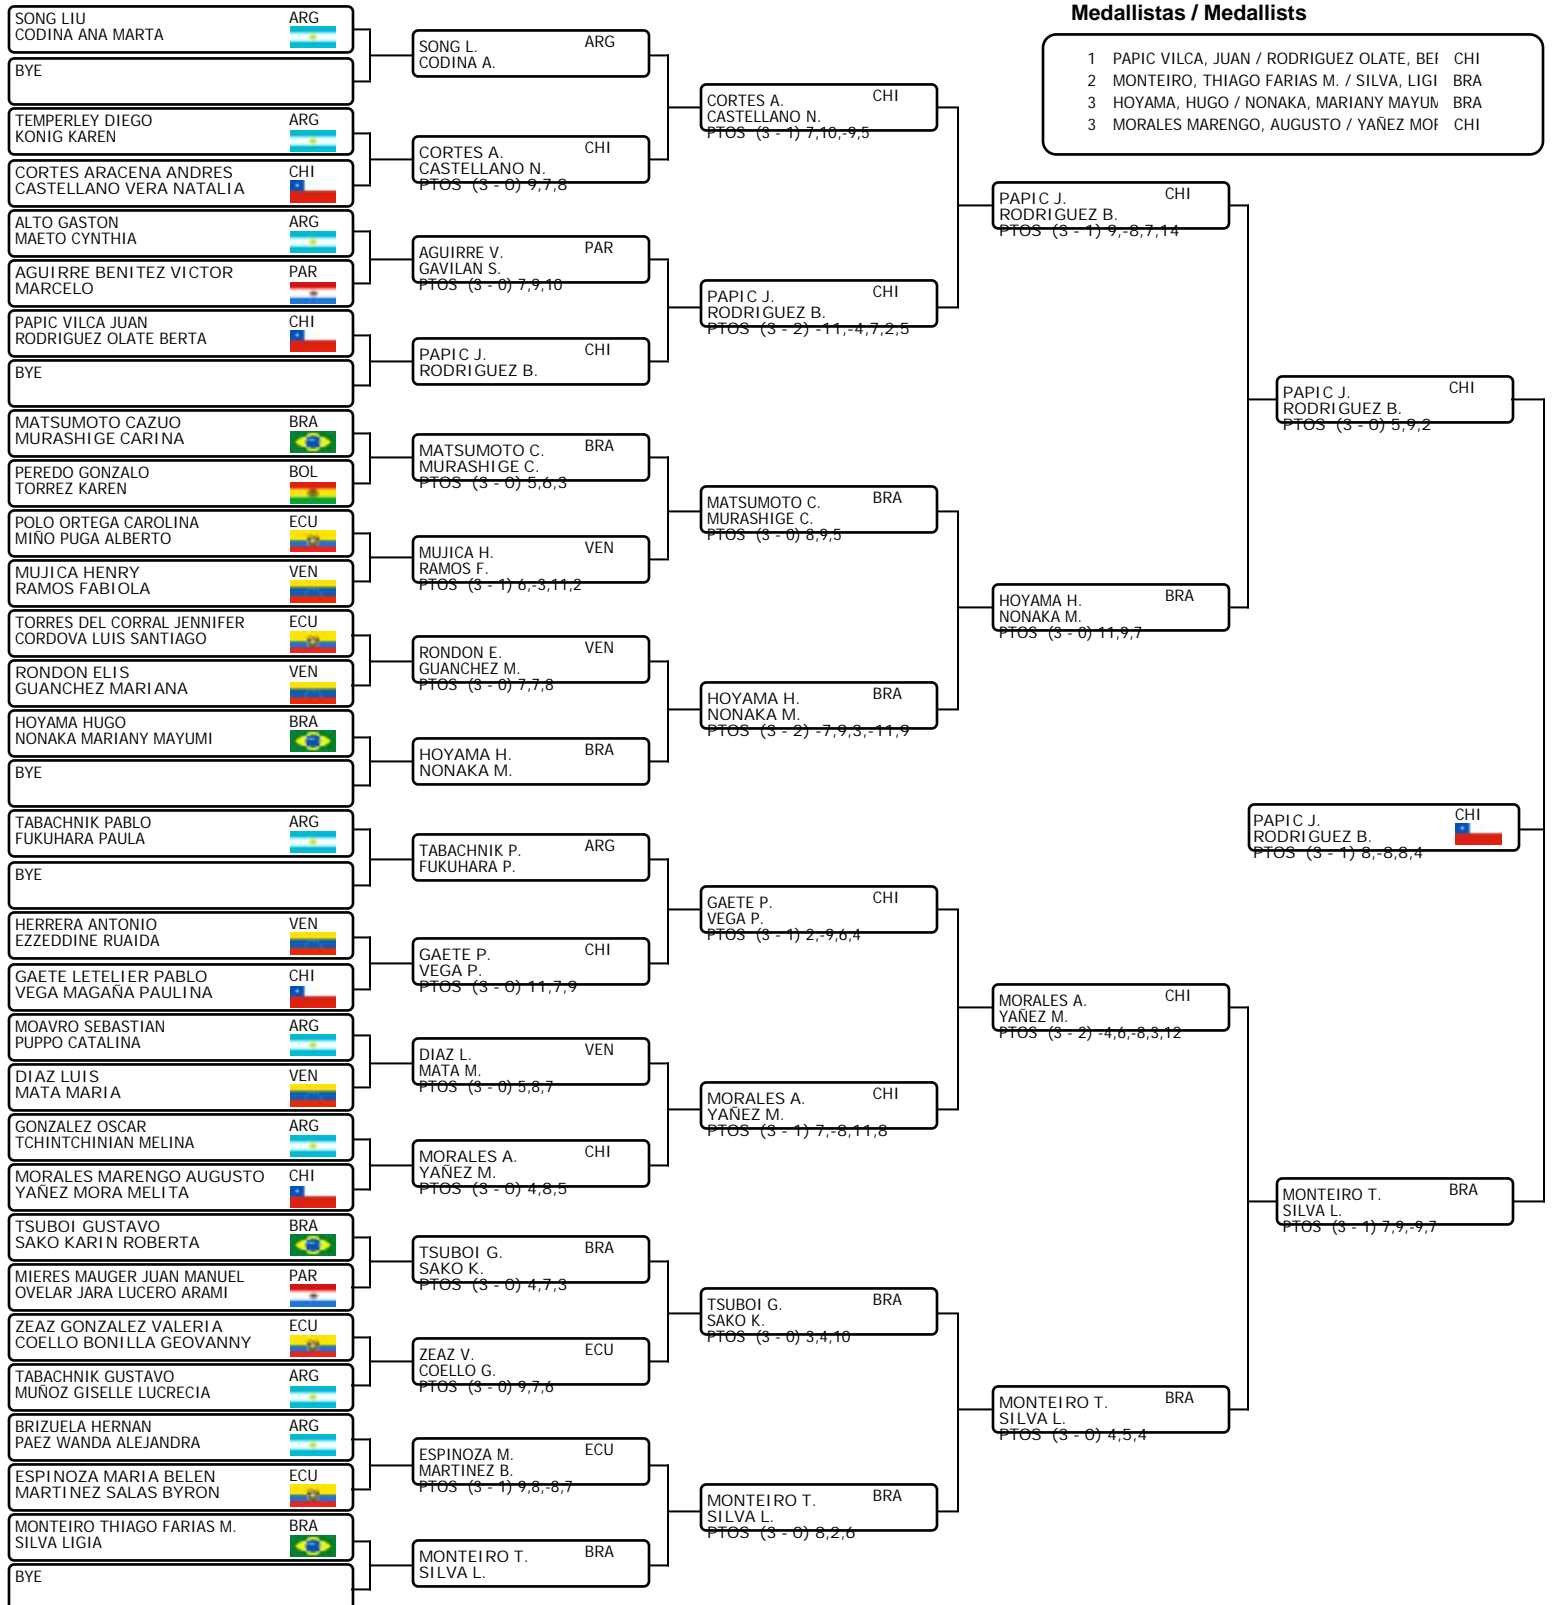 Medallistas / Medallists
1 PAPIC VILCA, JUAN / RODRIGUEZ OLATE, BER CHI
2 MONTEIRO, THIAGO FARIAS M. / SILVA, LIGI BRA
3 HOYAMA, HUGO / NONAKA, MARIANY MAYUM BRA
3 MORALES MARENGO, AUGUSTO / YAÑEZ MOR CHI
SONG LIU ARG
CODINA ANA MARTA
BYE
TEMPERLEY DIEGO ARG
KONIG KAREN
CORTES ARACENA ANDRES CHI
CASTELLANO VERA NATALIA
ALTO GASTON ARG
MAETO CYNTHIA
AGUIRRE BENITEZ VICTOR PAR
MARCELO
PAPIC VILCA JUAN CHI
RODRIGUEZ OLATE BERTA
BYE
MATSUMOTO CAZUO BRA
MURASHIGE CARINA
PEREDO GONZALO BOL
TORREZ KAREN
POLO ORTEGA CAROLINA ECU
MIÑO PUGA ALBERTO
MUJICA HENRY VEN
RAMOS FABIOLA
TORRES DEL CORRAL JENNIFER ECU
CORDOVA LUIS SANTIAGO
RONDON ELIS VEN
GUANCHEZ MARIANA
HOYAMA HUGO BRA
NONAKA MARIANY MAYUMI
BYE
TABACHNIK PABLO ARG
FUKUHARA PAULA
BYE
HERRERA ANTONIO VEN
EZZEDDINE RUAIDA
GAETE LETELIER PABLO CHI
VEGA MAGAÑA PAULINA
MOAVRO SEBASTIAN ARG
PUPPO CATALINA
DIAZ LUIS VEN
MATA MARIA
GONZALEZ OSCAR ARG
TCHINTCHINIAN MELINA
MORALES MARENGO AUGUSTO CHI
YAÑEZ MORA MELITA
TSUBOI GUSTAVO BRA
SAKO KARIN ROBERTA
MIERES MAUGER JUAN MANUEL PAR
OVELAR JARA LUCERO ARAMI
ZEAZ GONZALEZ VALERIA ECU
COELLO BONILLA GEOVANNY
TABACHNIK GUSTAVO ARG
MUÑOZ GISELLE LUCRECIA
BRIZUELA HERNAN ARG
PAEZ WANDA ALEJANDRA
ESPINOZA MARIA BELEN ECU
MARTINEZ SALAS BYRON
MONTEIRO THIAGO FARIAS M. BRA
SILVA LIGIA
BYE
SONG L. ARG
CODINA A.
CORTES A. CHI
CASTELLANO N.
PTOS (3 - 0) 9,7,8
AGUIRRE V. PAR
GAVILAN S.
PTOS (3 - 0) 7,9,10
PAPIC J. CHI
RODRIGUEZ B.
MATSUMOTO C. BRA
MURASHIGE C.
PTOS (3 - 0) 5,6,3
MUJICA H. VEN
RAMOS F.
PTOS (3 - 1) 6,-3,11,2
RONDON E. VEN
GUANCHEZ M.
PTOS (3 - 0) 7,7,8
HOYAMA H. BRA
NONAKA M.
TABACHNIK P. ARG
FUKUHARA P.
GAETE P. CHI
VEGA P.
PTOS (3 - 0) 11,7,9
DIAZ L. VEN
MATA M.
PTOS (3 - 0) 5,8,7
MORALES A. CHI
YAÑEZ M.
PTOS (3 - 0) 4,8,5
TSUBOI G. BRA
SAKO K.
PTOS (3 - 0) 4,7,3
ZEAZ V. ECU
COELLO G.
PTOS (3 - 0) 9,7,6
ESPINOZA M. ECU
MARTINEZ B.
PTOS (3 - 1) 9,8,-8,7
MONTEIRO T. BRA
SILVA L.
CORTES A. CHI
CASTELLANO N.
PTOS (3 - 1) 7,10,-9,5
PAPIC J. CHI
RODRIGUEZ B.
PTOS (3 - 2) -11,-4,7,2,5
MATSUMOTO C. BRA
MURASHIGE C.
PTOS (3 - 0) 8,9,5
HOYAMA H. BRA
NONAKA M.
PTOS (3 - 2) -7,9,3,-11,9
GAETE P. CHI
VEGA P.
PTOS (3 - 1) 2,-9,6,4
MORALES A. CHI
YAÑEZ M.
PTOS (3 - 1) 7,-8,11,8
TSUBOI G. BRA
SAKO K.
PTOS (3 - 0) 3,4,10
MONTEIRO T. BRA
SILVA L.
PTOS (3 - 0) 8,2,6
PAPIC J. CHI
RODRIGUEZ B.
PTOS (3 - 1) 9,-8,7,14
HOYAMA H. BRA
NONAKA M.
PTOS (3 - 0) 11,9,7
MORALES A. CHI
YAÑEZ M.
PTOS (3 - 2) -4,6,-8,3,12
MONTEIRO T. BRA
SILVA L.
PTOS (3 - 0) 4,5,4
PAPIC J. CHI
RODRIGUEZ B.
PTOS (3 - 0) 5,9,2
MONTEIRO T. BRA
SILVA L.
PTOS (3 - 1) 7,9,-9,7
PAPIC J. CHI
RODRIGUEZ B.
PTOS (3 - 1) 8,-8,8,4